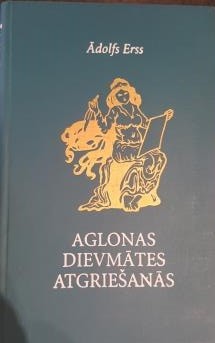 Ādolfs Erss
AGLONAS
DIEVMĀTES
ATGRIEŠANĀS